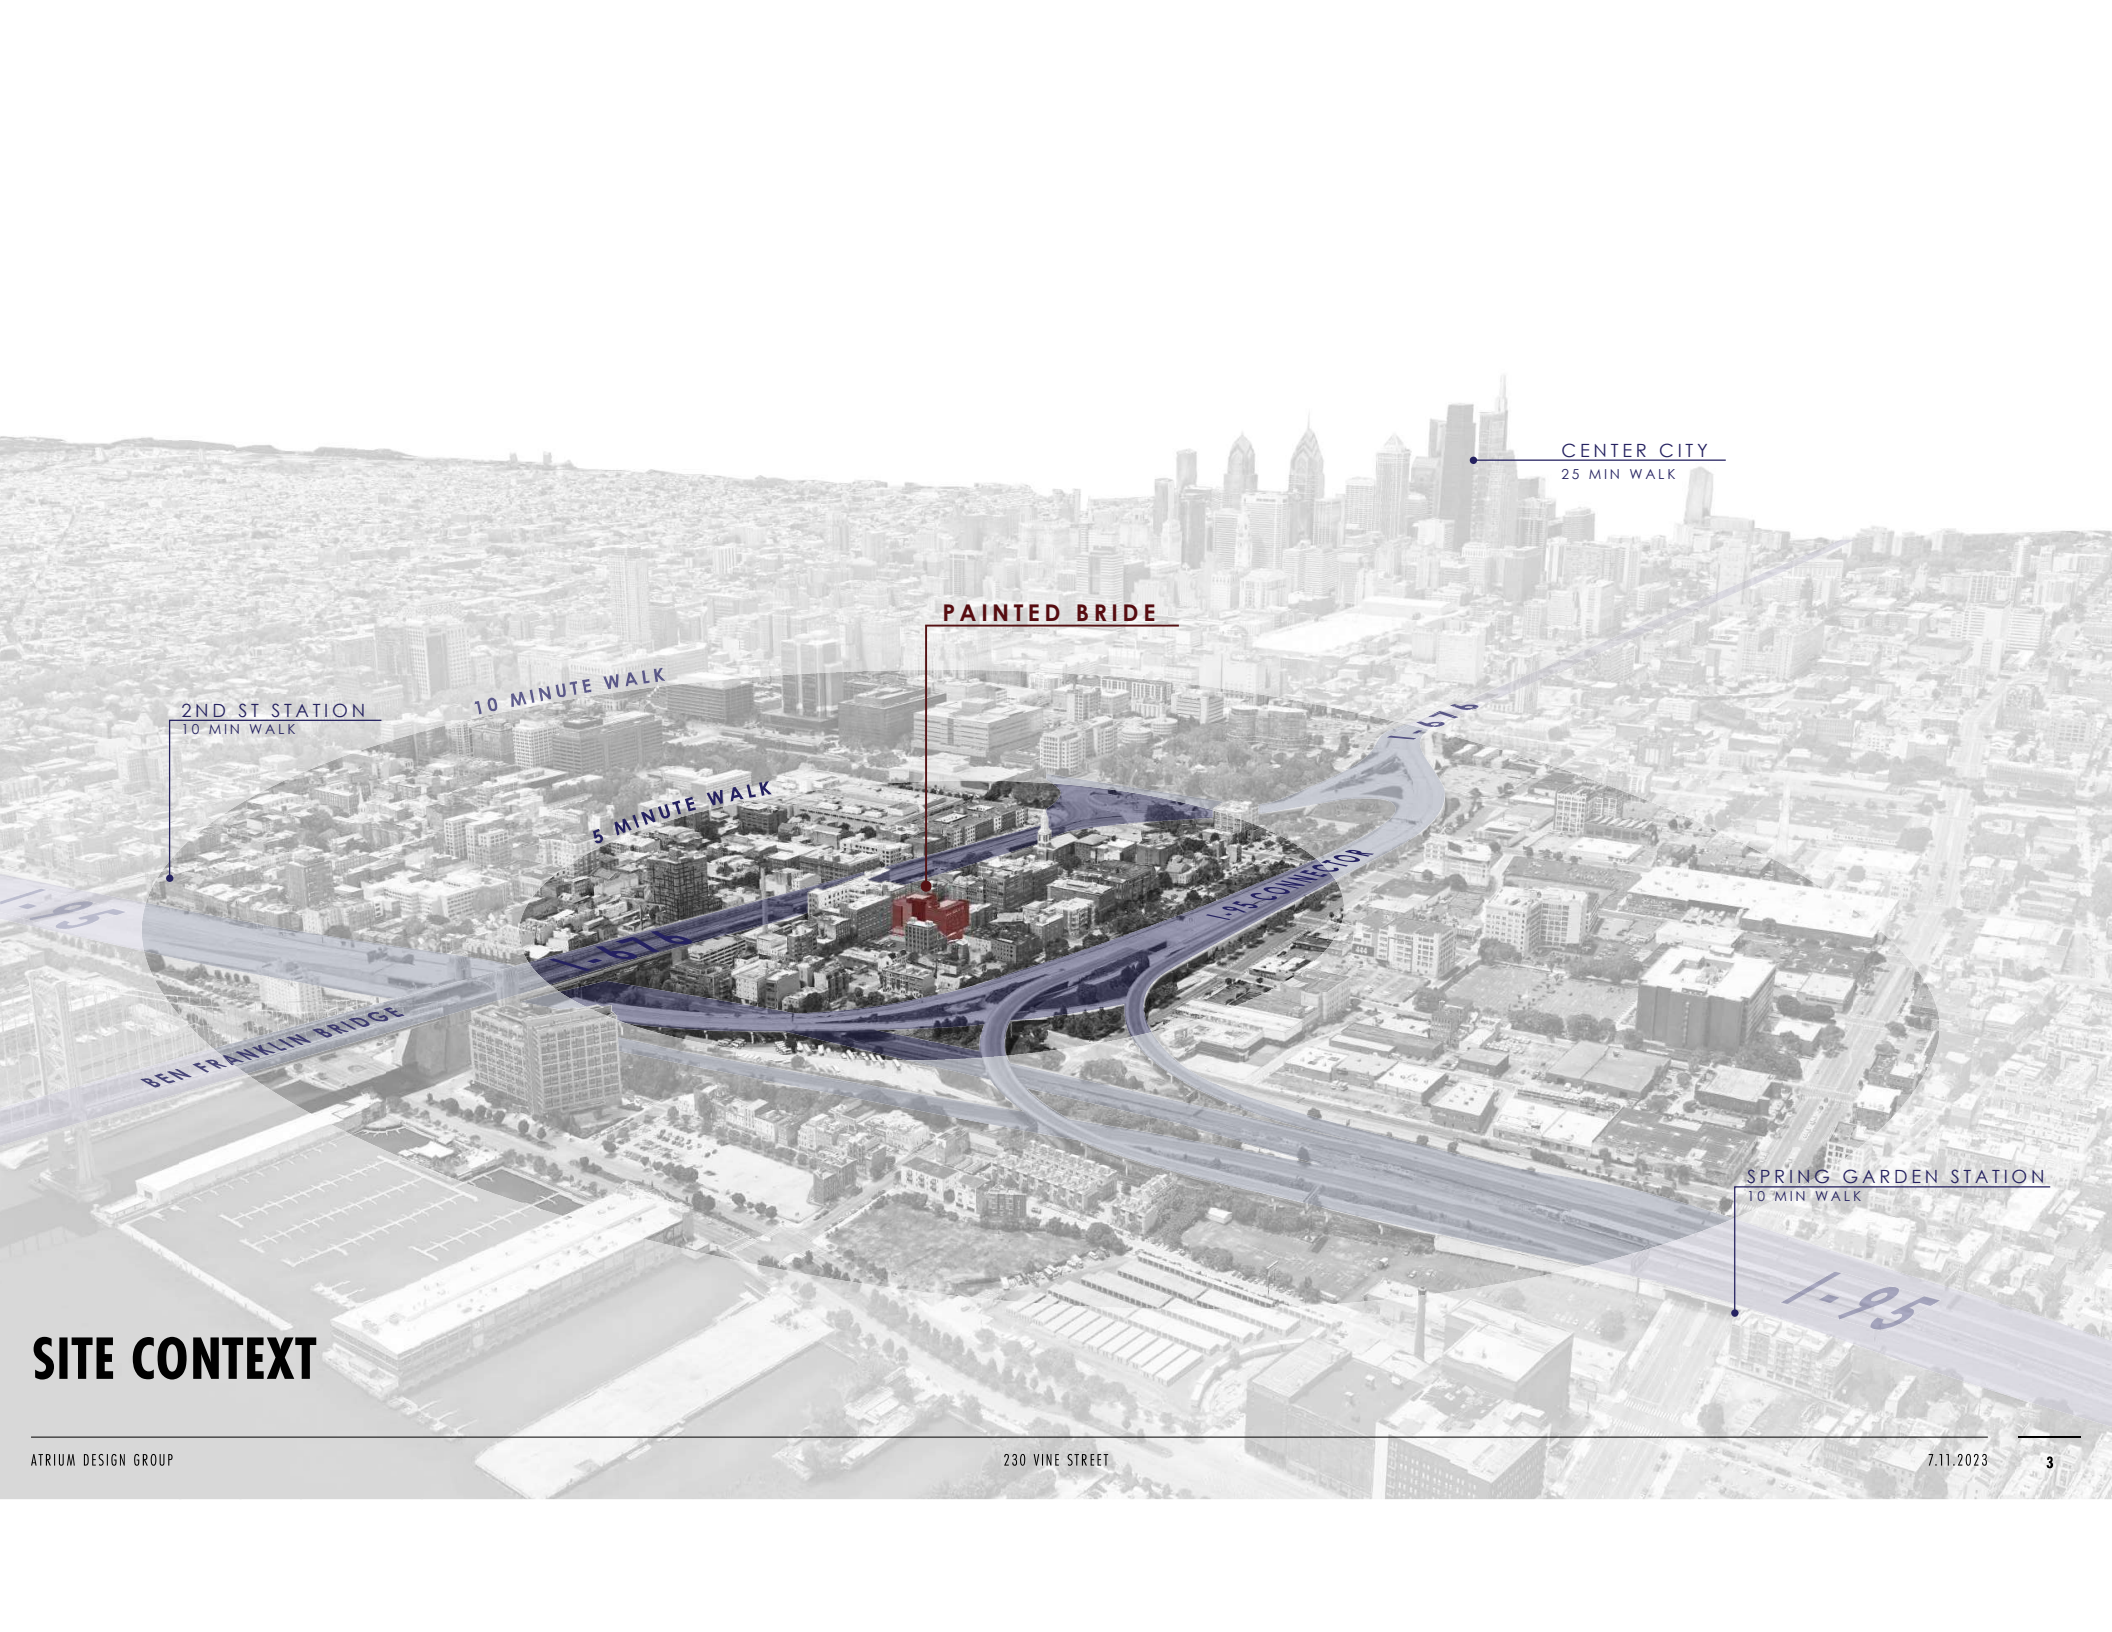 CENTER CITY
25 MIN WALK
PAINTED BRIDE
10 MINUTE WALK
2ND ST STATION
10 MIN WALK
I-676
5 MINUTE WALK
I-95 CONNECTOR
I-95
I-676
BEN FRANKLIN BRIDGE
SPRING GARDEN STATION
10 MIN WALK
I-95
SITE CONTEXT
ATRIUM DESIGN GROUP
230 VINE STREET
7.11.2023
3